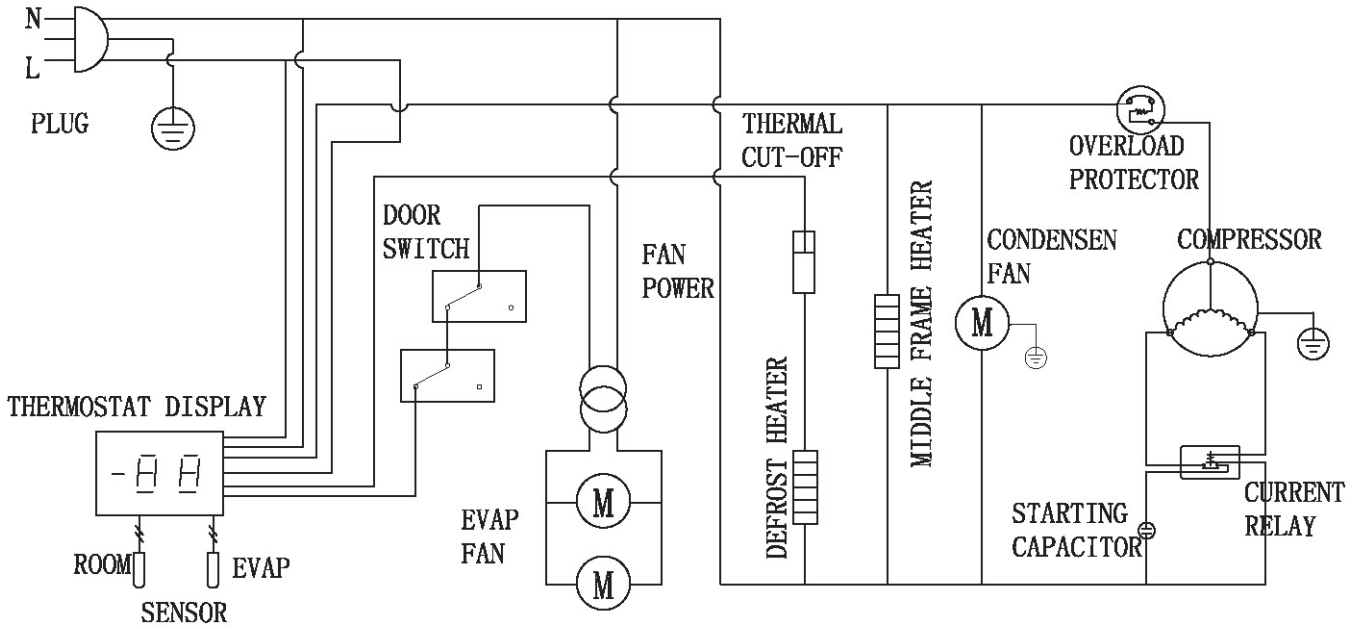 N
L
PLUG
THERMAL
CUT-OFF
OVERLOAD
PROTECTOR
DOOR
SWITCH
FAN
POWER
MIDDLE FRAME HEATER
CONDENSEN
FAN
M
COMPRESSOR
THERMOSTAT DISPLAY
-88
DEFROST HEATER
EVAP
FAN
M
M
STARTING
CAPACITOR
CURRENT
RELAY
ROOM
EVAP
SENSOR